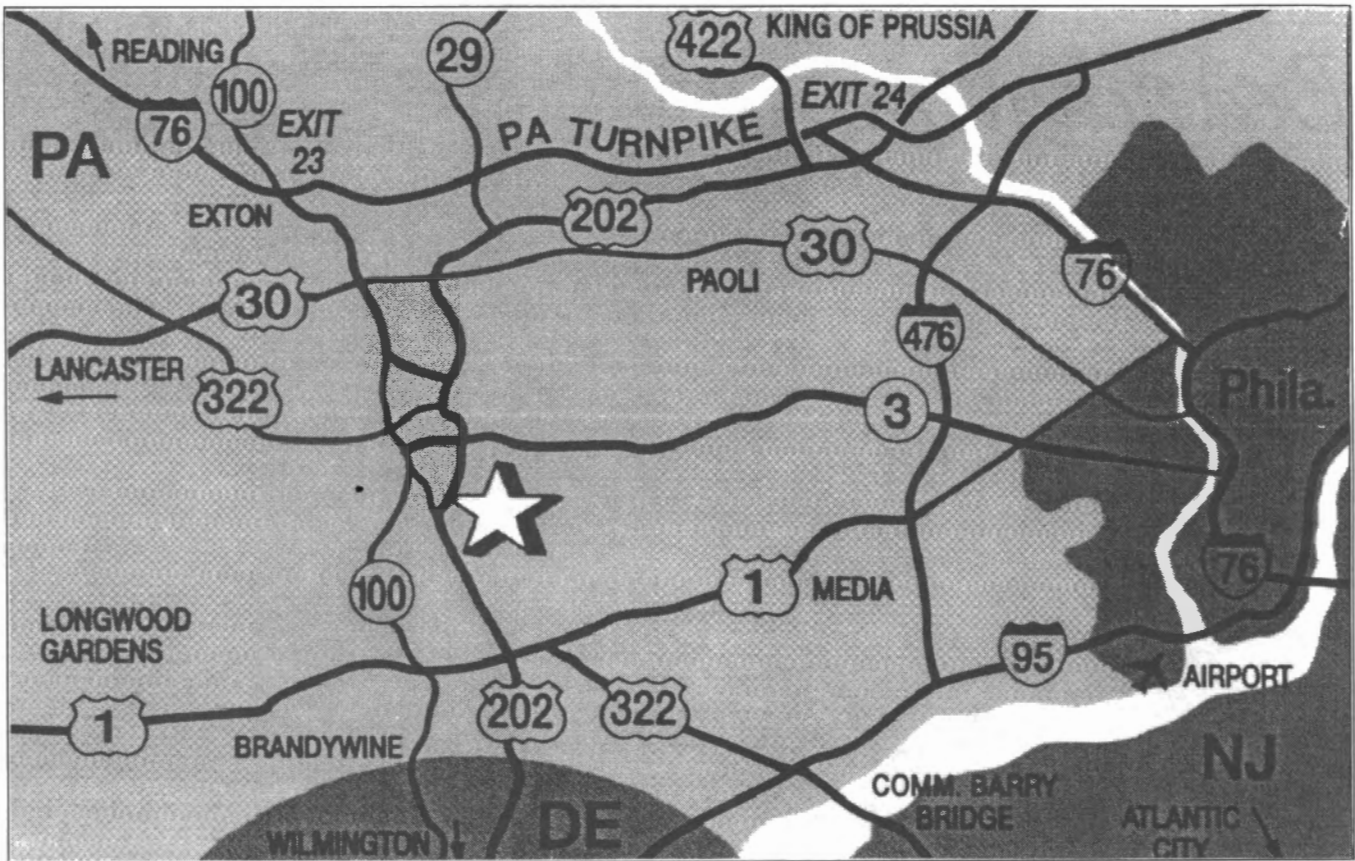 READING
100
29
422
KING OF PRUSSIA
EXIT 24
76
EXIT
23
PA TURNPIKE
PA
EXTON
202
30
PAOLI
30
76
476
LANCASTER
322
3
Phila.
100
1
MEDIA
76
LONGWOOD
GARDENS
95
AIRPORT
1
202
322
BRANDYWINE
NJ
COMM. BARRY
BRIDGE
DE
WILMINGTON
ATLANTIC
CITY